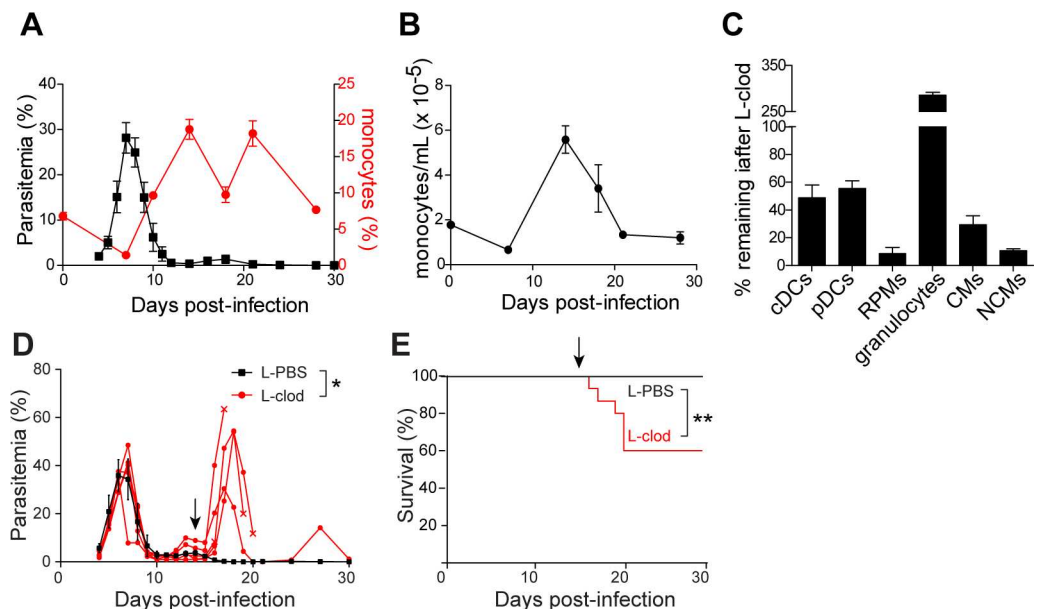 A
Parasitemia (%)
40
30
20
10
0
monocytes (%)
25
20
15
10
5
0
0 10 20 30
Days post-infection
B
monocytes/mL (x 10-5)
8
6
4
2
0
0 10 20 30
Days post-infection
C
% remaining iafter L-clod
350
250
100
80
60
40
20
0
cDCs
pDCs
RPMs
granulocytes
CMs
NCMs
D
Parasitemia (%)
80
60
40
20
0
L-PBS
L-clod
*
0 10 20 30
Days post-infection
E
Survival (%)
100
80
60
40
20
L-PBS
L-clod
**
0 10 20 30
Days post-infection